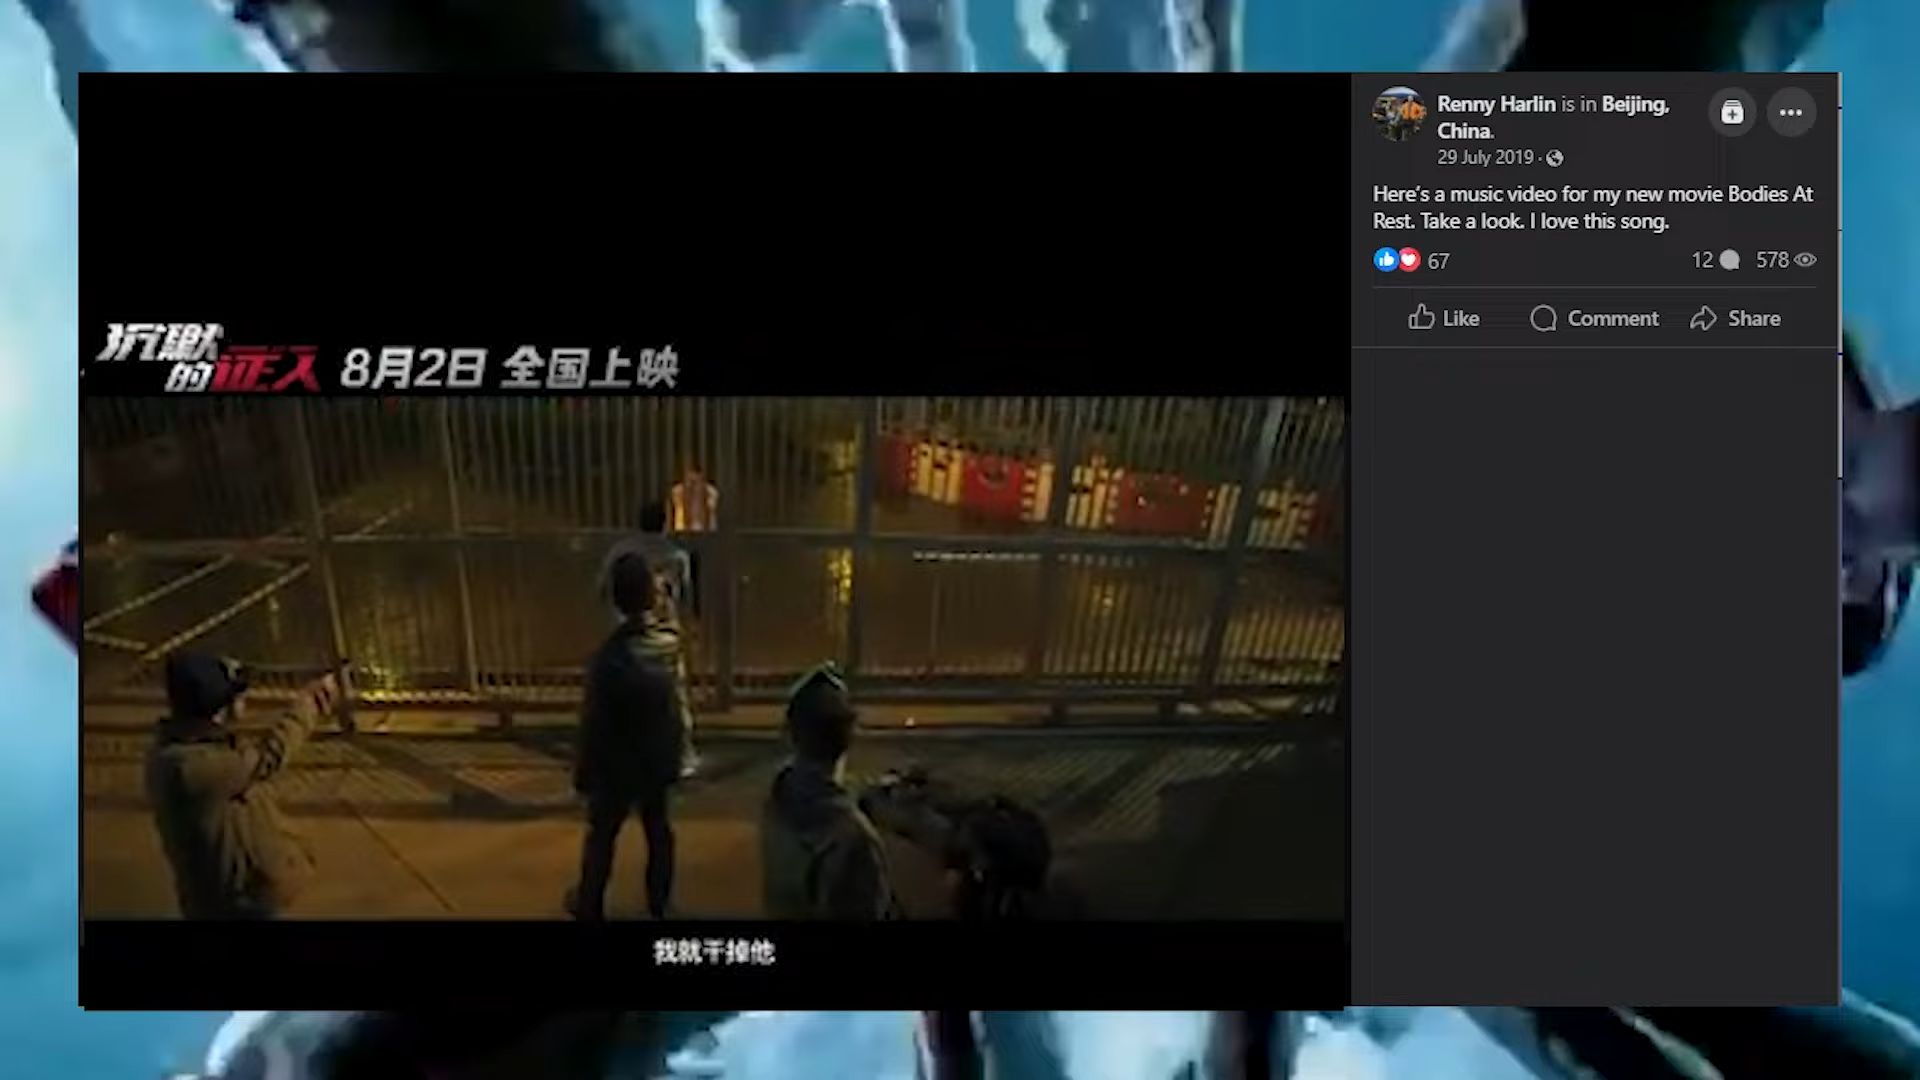 沉默
的证人 8月2日 全国上映
我就干掉他
Renny Harlin is in Beijing,
China.
29 July 2019 ·
Here's a music video for my new movie Bodies At
Rest. Take a look. I love this song.
67 12 578
Like Comment Share